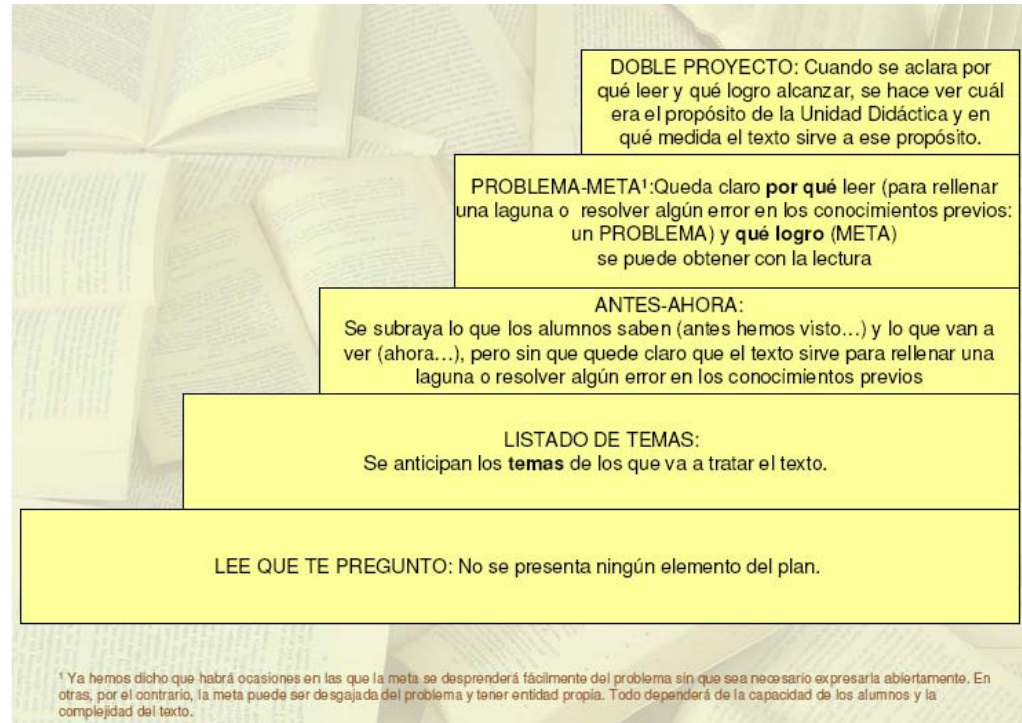 DOBLE PROYECTO: Cuando se aclara por
qué leer y qué logro alcanzar, se hace ver cuál
era el propósito de la Unidad Didáctica y en
qué medida el texto sirve a ese propósito.
PROBLEMA-META¹:Queda claro por qué leer (para rellenar
una laguna o resolver algún error en los conocimientos previos:
un PROBLEMA) y qué logro (META)
se puede obtener con la lectura
ANTES-AHORA:
Se subraya lo que los alumnos saben (antes hemos visto…) y lo que van a
ver (ahora…), pero sin que quede claro que el texto sirve para rellenar una
laguna o resolver algún error en los conocimientos previos
LISTADO DE TEMAS:
Se anticipan los temas de los que va a tratar el texto.
LEE QUE TE PREGUNTO: No se presenta ningún elemento del plan.
¹ Ya hemos dicho que habrá ocasiones en las que la meta se desprenderá fácilmente del problema sin que sea necesario expresarla abiertamente. En
otras, por el contrario, la meta puede ser desgajada del problema y tener entidad propia. Todo dependerá de la capacidad de los alumnos y la
complejidad del texto.